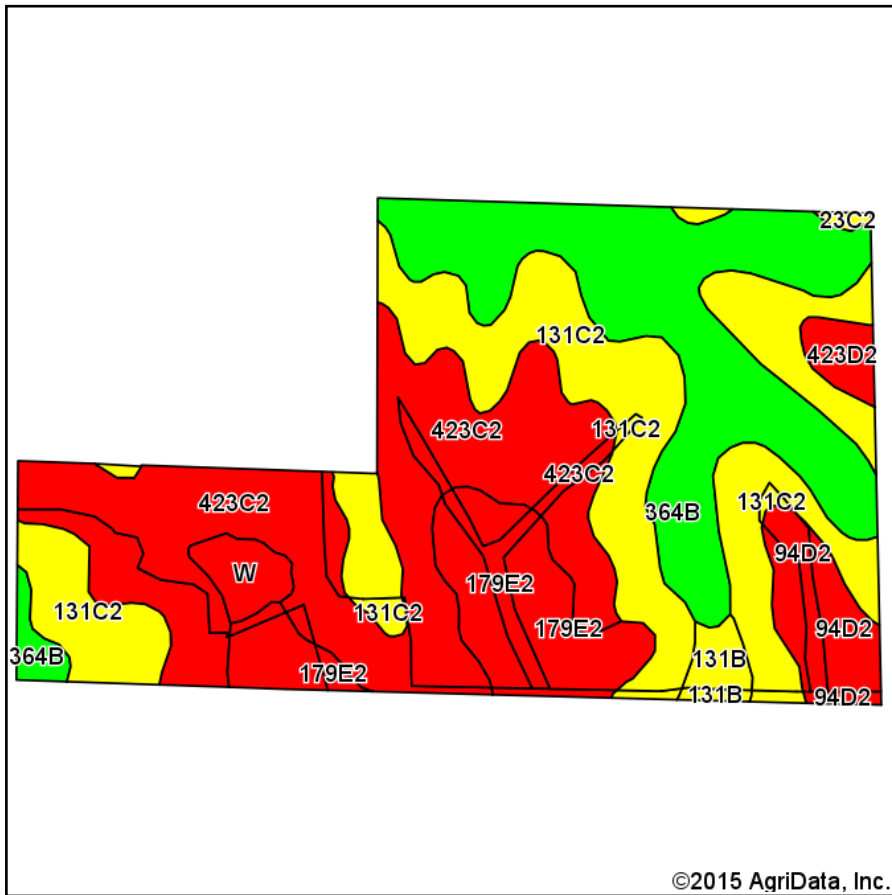 23C2
131C2
423D2
423C2
131C2
423C2
423C2
131C2
364B
94D2
W
179E2
131C2
131C2
179E2
94D2
364B
131B
179E2
131B
94D2
©2015 AgriData, Inc.